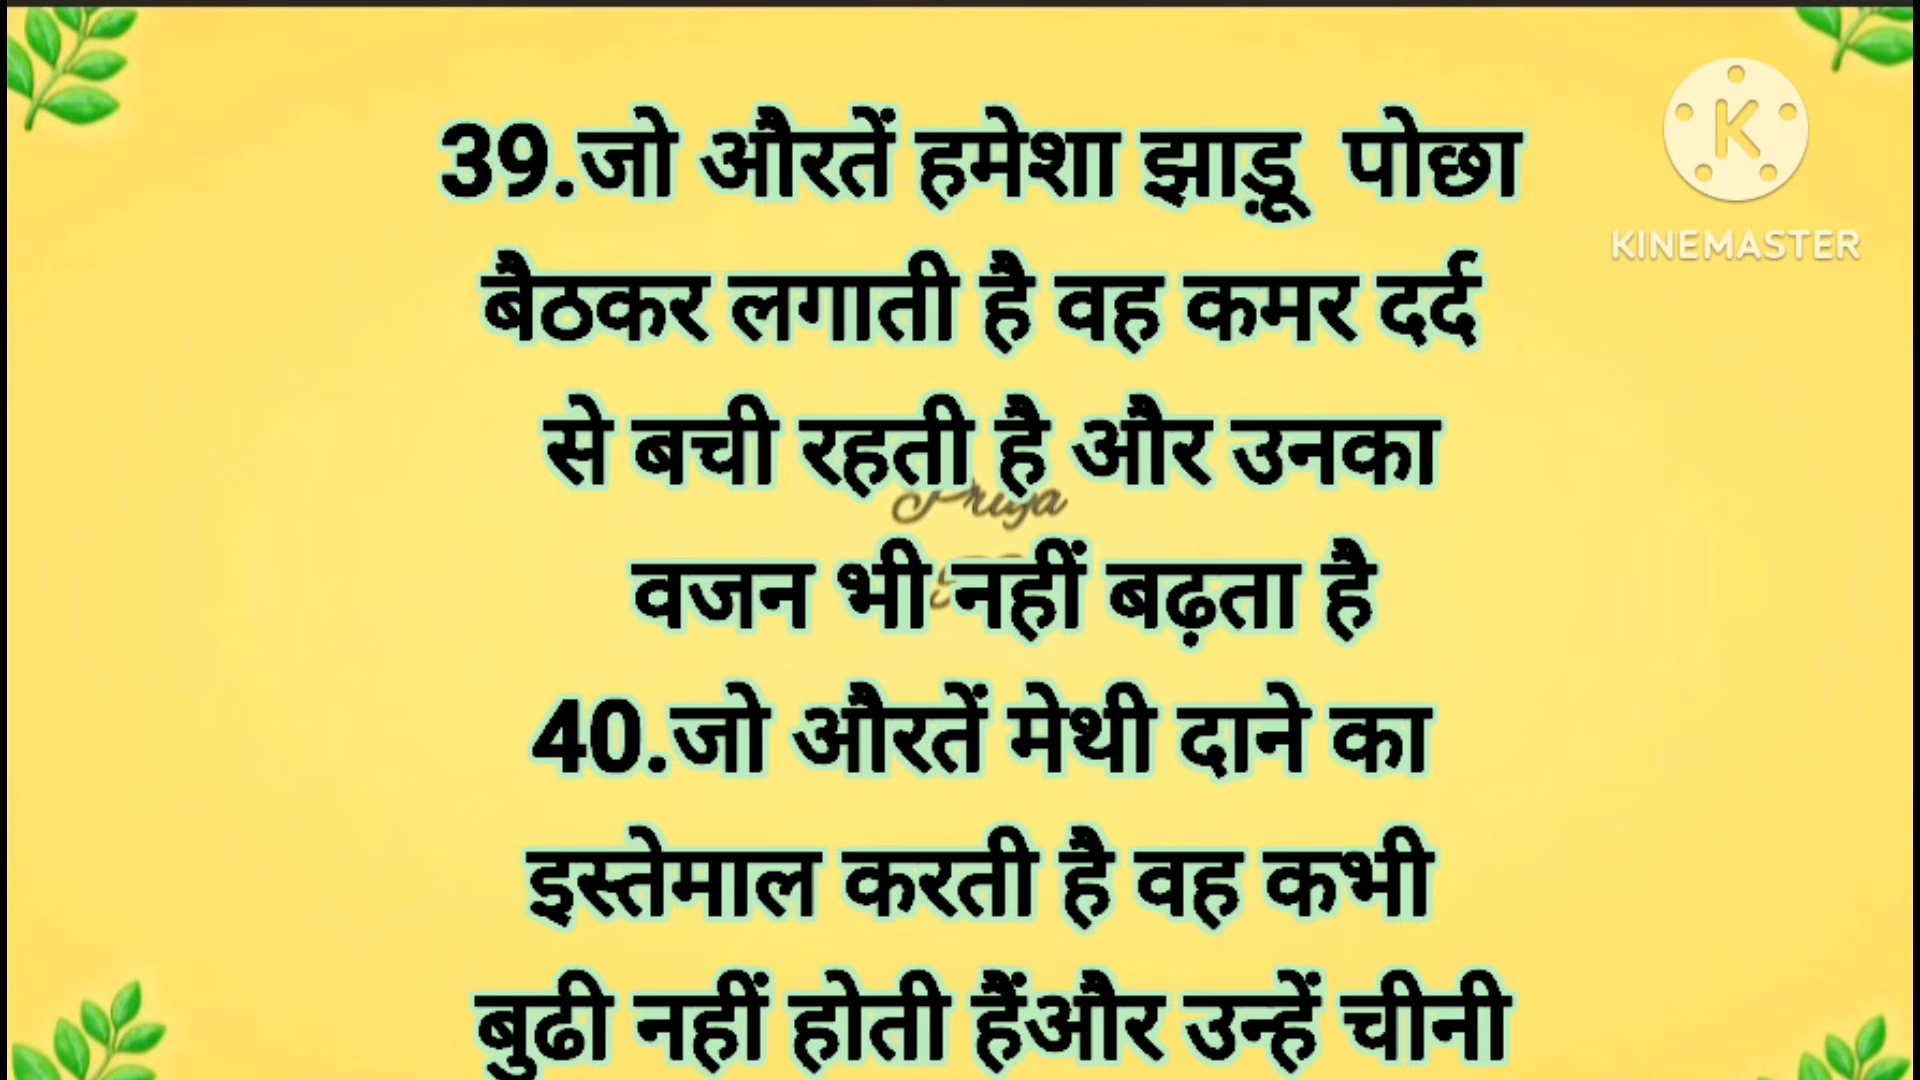 39.जो औरतें हमेशा झाड़ू पोछा
बैठकर लगाती है वह कमर दर्द
से बची रहती है और उनका
वजन भी नहीं बढ़ता है
40.जो औरतें मेथी दाने का
इस्तेमाल करती है वह कभी
बुढी नहीं होती हैंऔर उन्हें चीनी
KINEMASTER
Priya